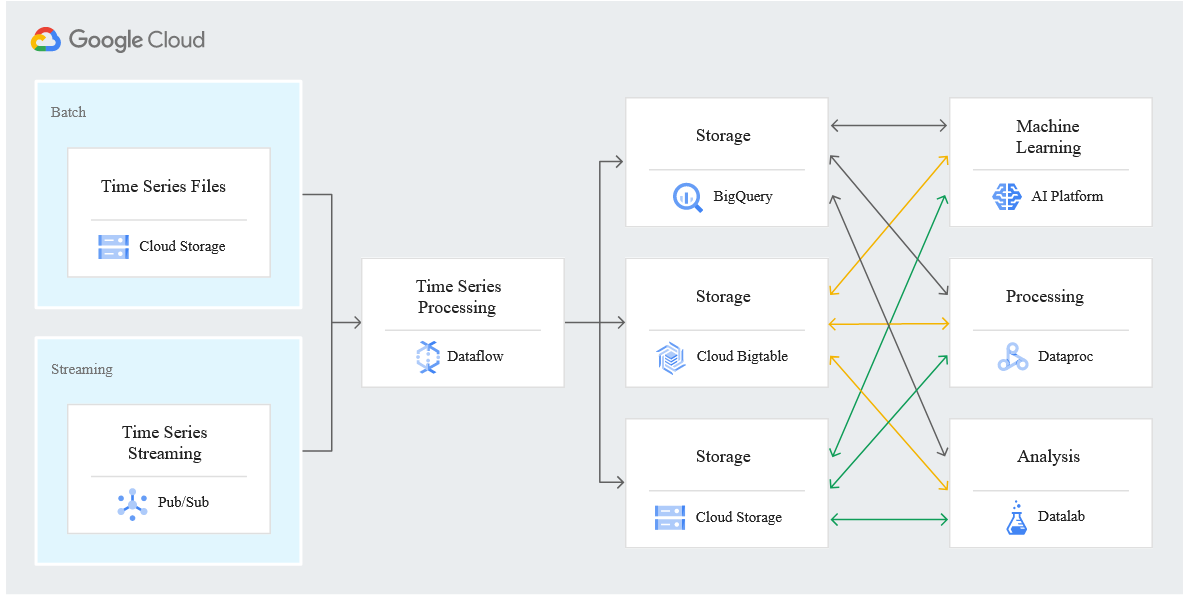 Google Cloud
Batch
Time Series Files
Cloud Storage
Streaming
Time Series
Streaming
Pub/Sub
Time Series
Processing
Dataflow
Storage
BigQuery
Storage
Cloud Bigtable
Storage
Cloud Storage
Machine
Learning
AI Platform
Processing
Dataproc
Analysis
Datalab